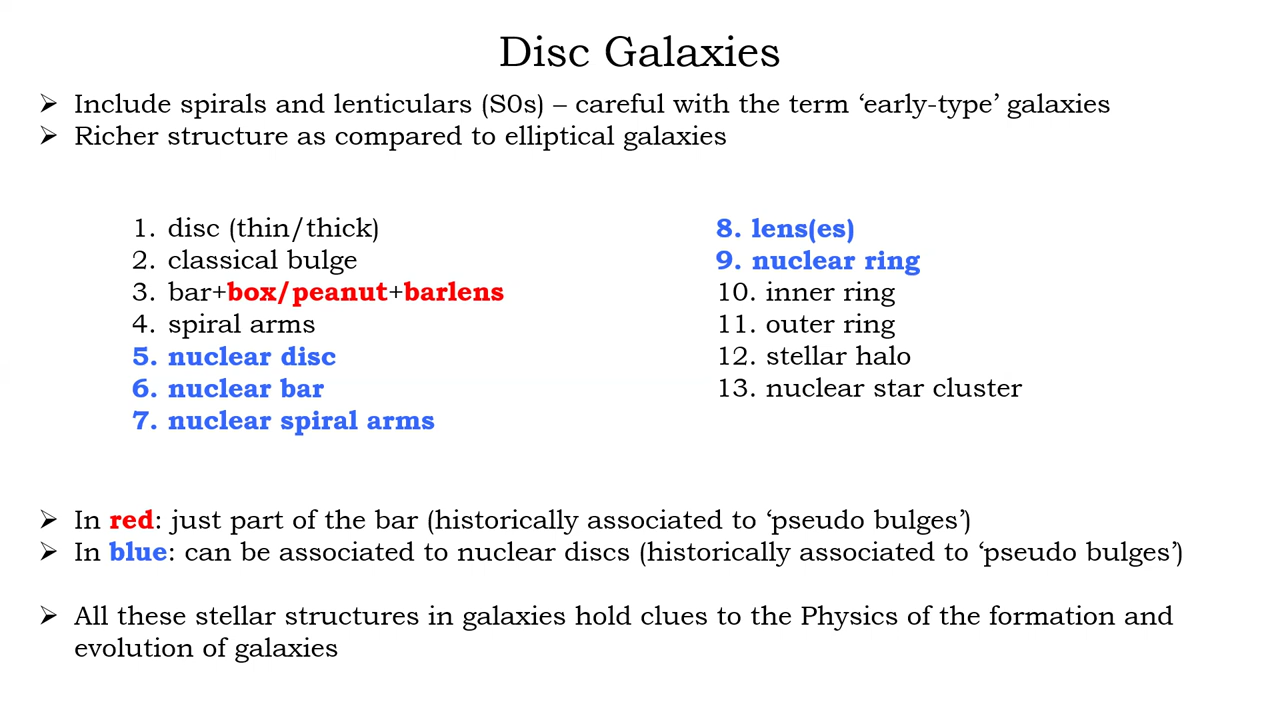 Disc Galaxies
➢ Include spirals and lenticulars (S0s) – careful with the term ‘early-type’ galaxies
➢ Richer structure as compared to elliptical galaxies
1. disc (thin/thick)
2. classical bulge
3. bar+box/peanut+barlens
4. spiral arms
5. nuclear disc
6. nuclear bar
7. nuclear spiral arms
8. lens(es)
9. nuclear ring
10. inner ring
11. outer ring
12. stellar halo
13. nuclear star cluster
➢ In red: just part of the bar (historically associated to ‘pseudo bulges’)
➢ In blue: can be associated to nuclear discs (historically associated to ‘pseudo bulges’)
➢ All these stellar structures in galaxies hold clues to the Physics of the formation and
evolution of galaxies